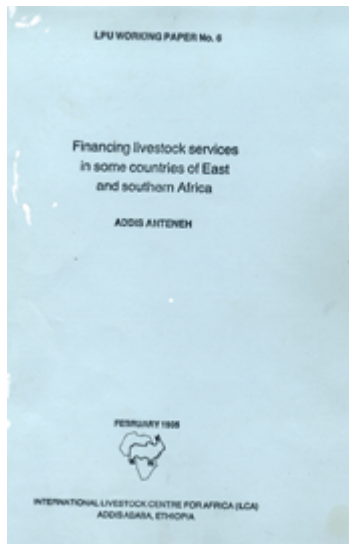 LPU WORKING PAPER No. 6
Financing livestock services
in some countries of East
and southern Africa
ADDIS ANTENEH
FEBRUARY 1985
INTERNATIONAL LIVESTOCK CENTRE FOR AFRICA (ILCA)
ADDIS ABABA, ETHIOPIA